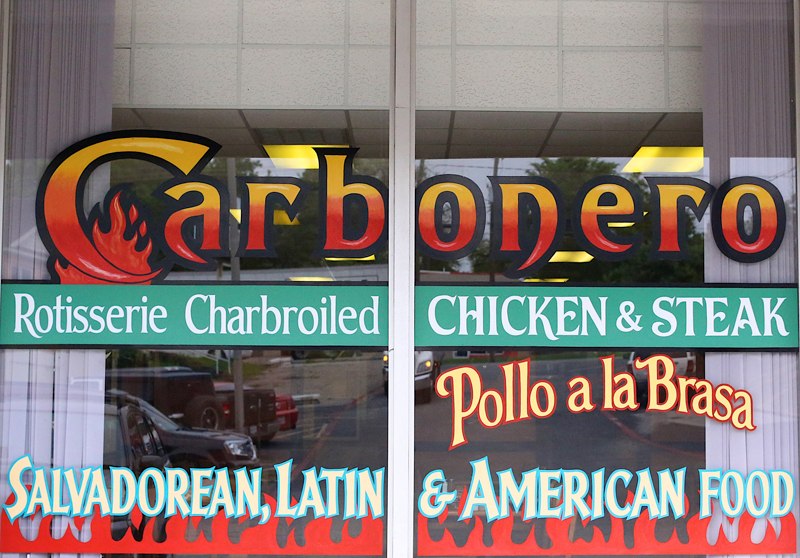 Carbonero
Rotisserie Charbroiled CHICKEN & STEAK
Pollo a la Brasa
SALVADOREAN, LATIN & AMERICAN FOOD